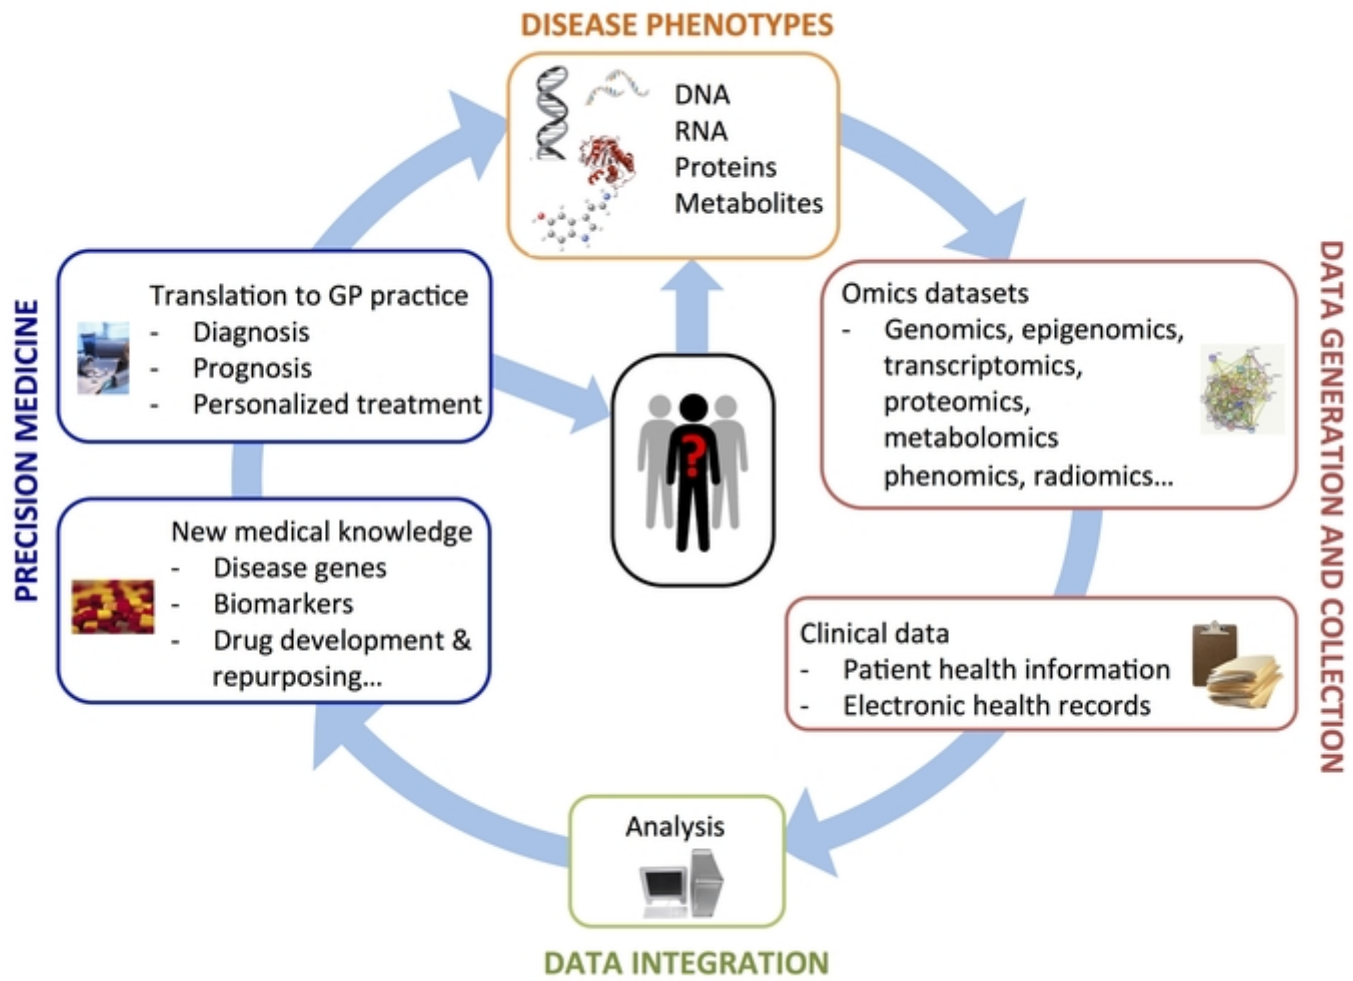 DISEASE PHENOTYPES
DNA
RNA
Proteins
Metabolites
PRECISION MEDICINE
Translation to GP practice
- Diagnosis
- Prognosis
- Personalized treatment
New medical knowledge
- Disease genes
- Biomarkers
- Drug development &
repurposing...
?
DATA GENERATION AND COLLECTION
Omics datasets
- Genomics, epigenomics,
transcriptomics,
proteomics,
metabolomics
phenomics, radiomics...
Clinical data
- Patient health information
- Electronic health records
Analysis
DATA INTEGRATION